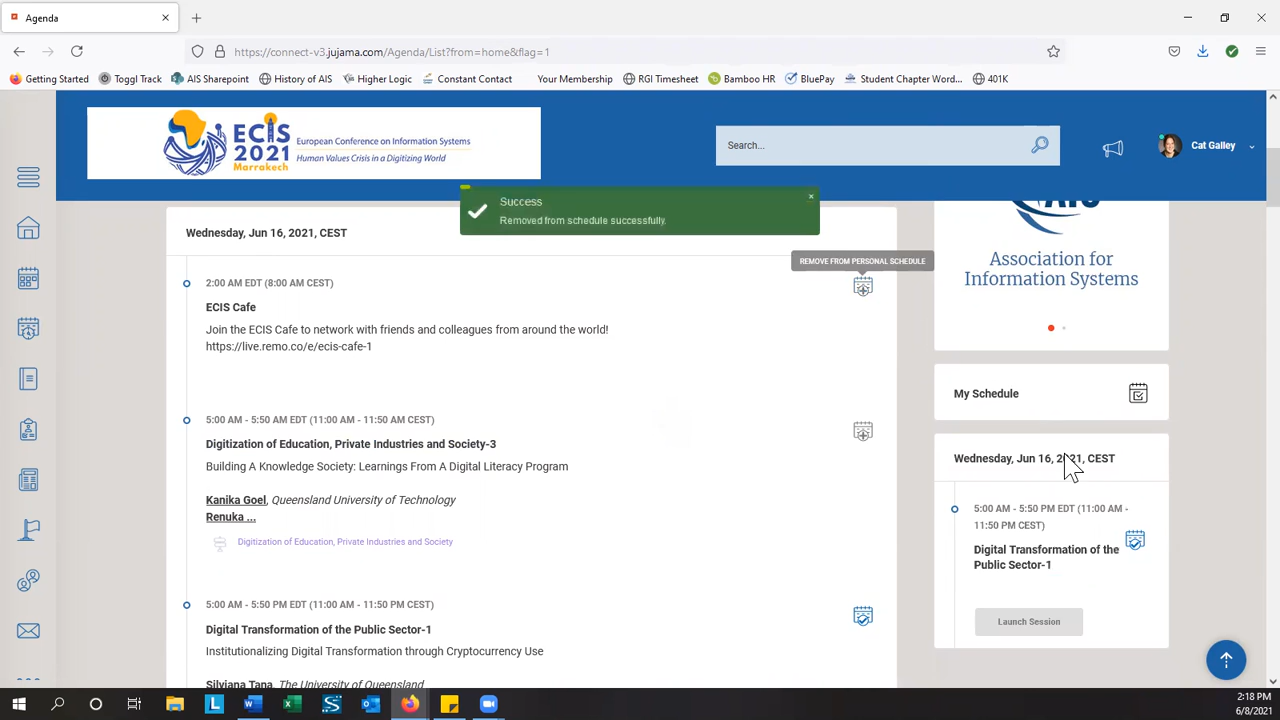 Agenda
https://connect-v3.jujama.com/Agenda/List?from=home&flag=1
Getting Started
Toggl Track
AIS Sharepoint
History of AIS
Higher Logic
Constant Contact
Your Membership
RGI Timesheet
Bamboo HR
BluePay
Student Chapter Word...
401K
ECIS
2021
Marrakech
European Conference on Information Systems
Human Values Crisis in a Digitizing World
Search...
Cat Galley
Success
Removed from schedule successfully.
Wednesday, Jun 16, 2021, CEST
REMOVE FROM PERSONAL SCHEDULE
2:00 AM EDT (8:00 AM CEST)
ECIS Cafe
Join the ECIS Cafe to network with friends and colleagues from around the world!
https://live.remo.co/e/ecis-cafe-1
5:00 AM - 5:50 AM EDT (11:00 AM - 11:50 AM CEST)
Digitization of Education, Private Industries and Society-3
Building A Knowledge Society: Learnings From A Digital Literacy Program
Kanika Goel, Queensland University of Technology
Renuka ...
Digitization of Education, Private Industries and Society
5:00 AM - 5:50 PM EDT (11:00 AM - 11:50 PM CEST)
Digital Transformation of the Public Sector-1
Institutionalizing Digital Transformation through Cryptocurrency Use
Silviana Tana, The University of Queensland
Association for
Information Systems
My Schedule
Wednesday, Jun 16, 2021, CEST
5:00 AM - 5:50 PM EDT (11:00 AM -
11:50 PM CEST)
Digital Transformation of the
Public Sector-1
Launch Session
2:18 PM
6/8/2021